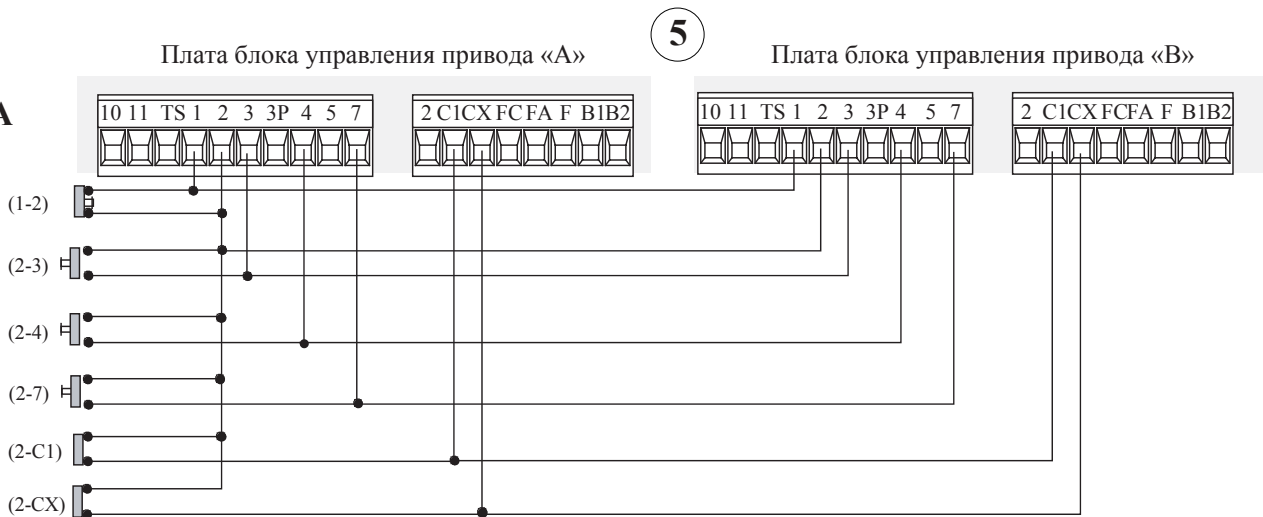 5
Плата блока управления привода «А»
Плата блока управления привода «В»
A
10 11 TS 1 2 3 3P 4 5 7
2 C1 CX FC FA F B1 B2
10 11 TS 1 2 3 3P 4 5 7
2 C1 CX FC FA F B1 B2
(1-2)
(2-3)
(2-4)
(2-7)
(2-C1)
(2-CX)